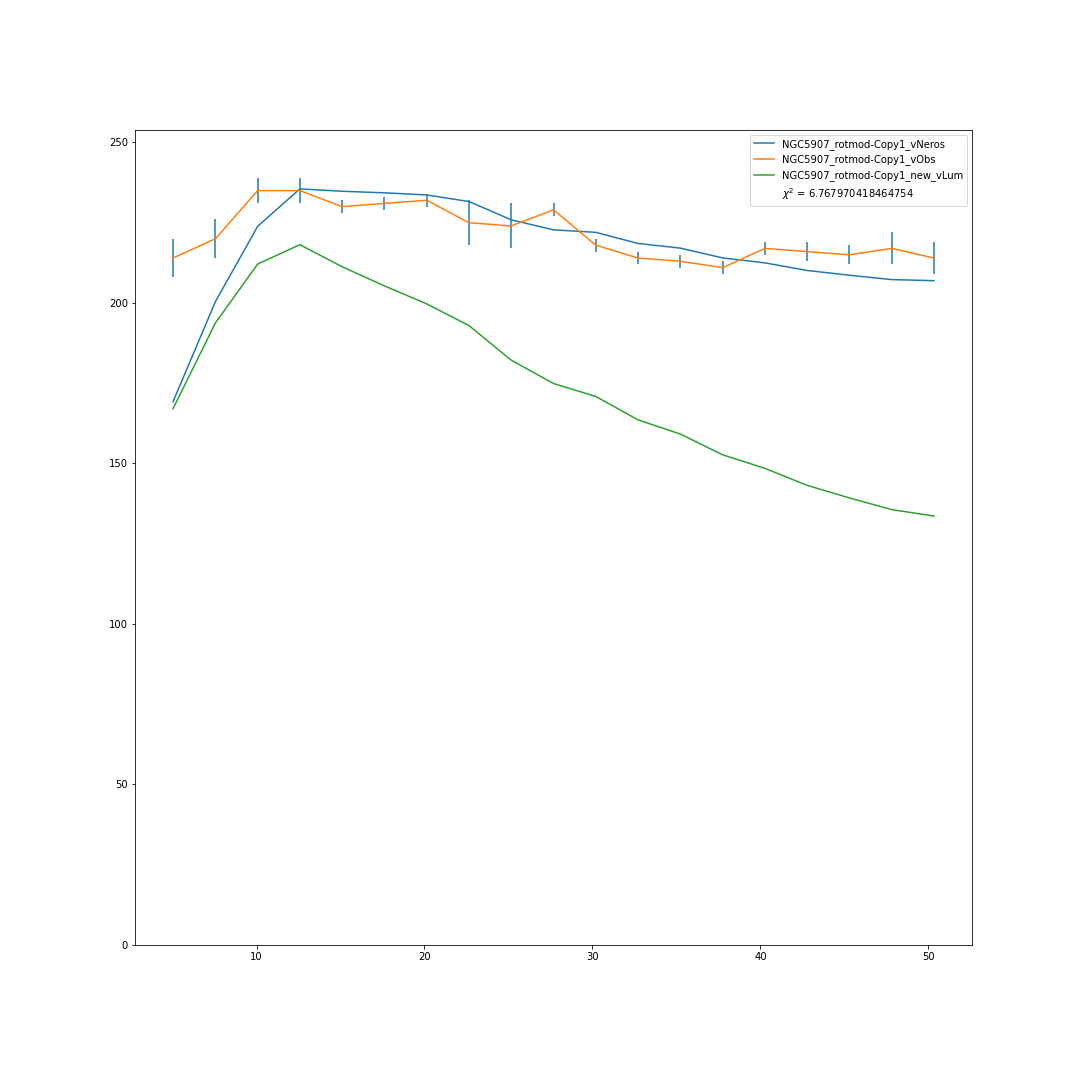 NGC5907_rotmod-Copy1_vNeros
NGC5907_rotmod-Copy1_vObs
NGC5907_rotmod-Copy1_new_vLum
χ² = 6.767970418464754
250
200
150
100
50
0
10 20 30 40 50